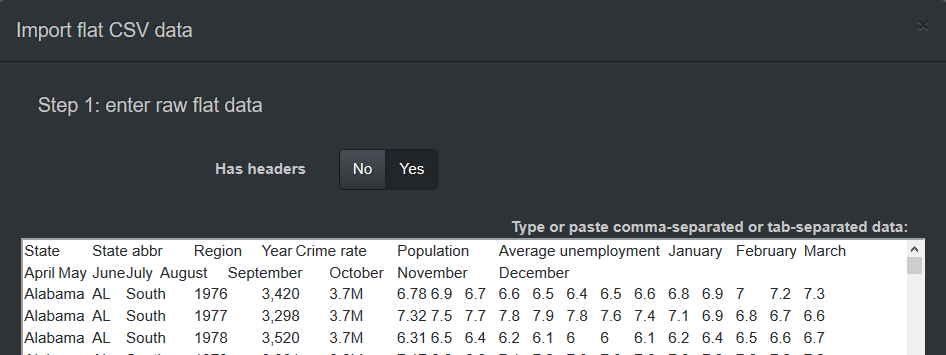 Import flat CSV data ×
Step 1: enter raw flat data
Has headers No Yes
Type or paste comma-separated or tab-separated data:
State State abbr Region Year Crime rate Population Average unemployment January February March
April May June July August September October November December
Alabama AL South 1976 3,420 3.7M 6.78 6.9 6.7 6.6 6.5 6.4 6.5 6.6 6.8 6.9 7 7.2 7.3
Alabama AL South 1977 3,298 3.7M 7.32 7.5 7.7 7.8 7.9 7.8 7.6 7.4 7.1 6.9 6.8 6.7 6.6
Alabama AL South 1978 3,520 3.7M 6.31 6.5 6.4 6.2 6.1 6 6 6.1 6.2 6.4 6.5 6.6 6.7